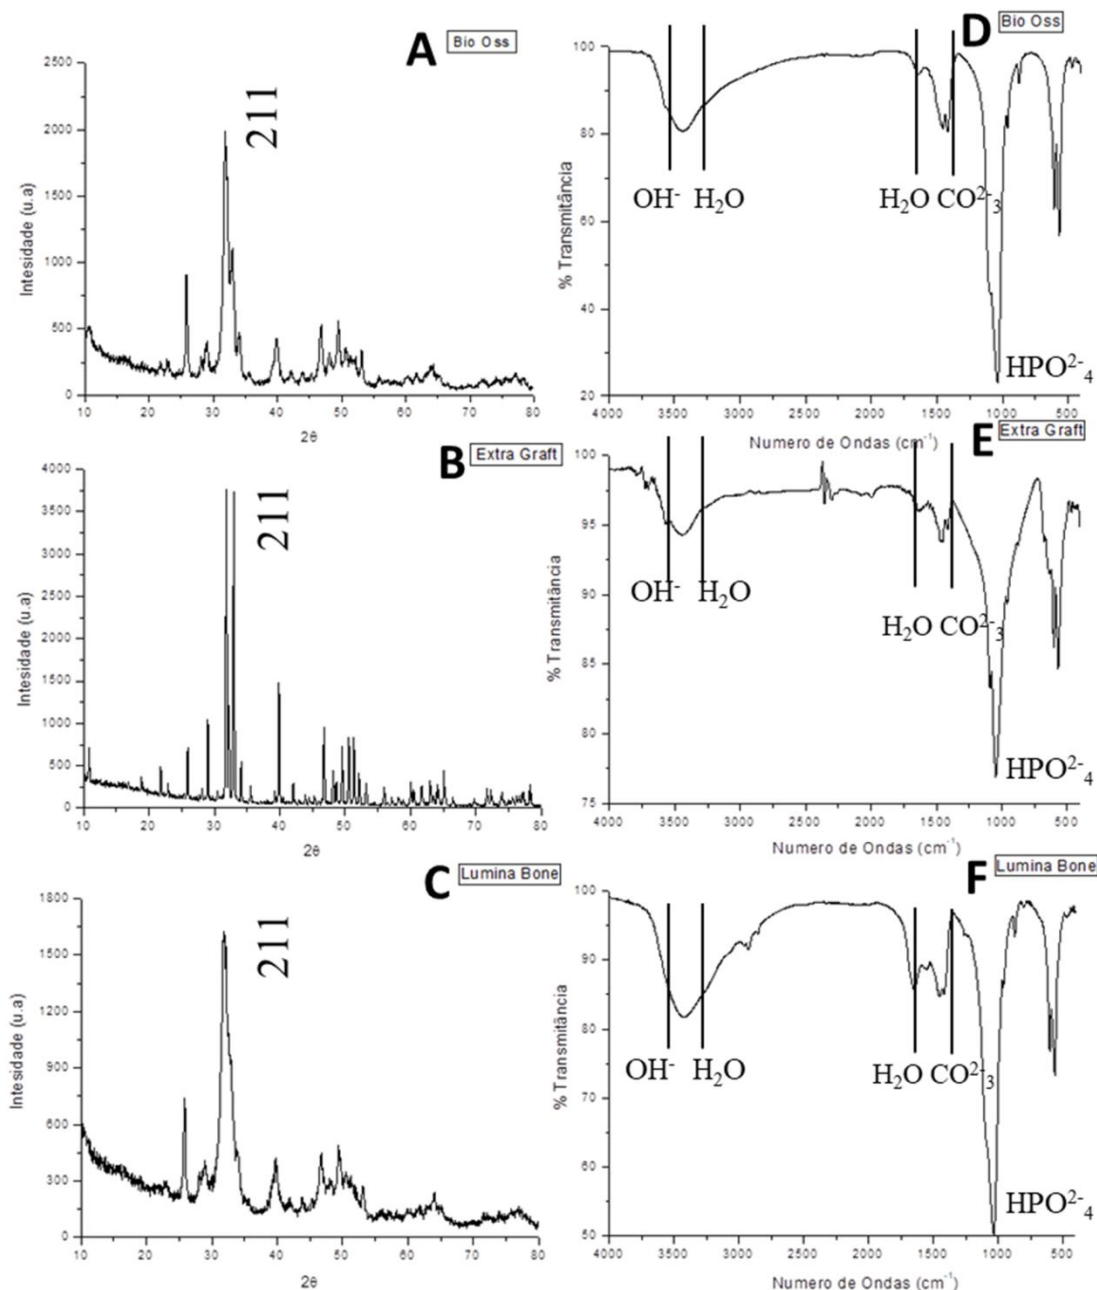 A Bio Oss
Intesidade (u.a)
2500
2000
1500
1000
500
0
211
10 20 30 40 50 60 70 80
2θ
D Bio Oss
% Transmitância
100
80
60
40
20
OH⁻ H₂O H₂O CO²⁻₃
HPO²⁻₄
4000 3500 3000 2500 2000 1500 1000 500
Numero de Ondas (cm⁻¹)
B Extra Graft
Intesidade (u.a)
4000
3500
3000
2500
2000
1500
1000
500
0
211
10 20 30 40 50 60 70 80
2θ
E Extra Graft
% Transmitância
100
95
90
85
80
75
OH⁻ H₂O H₂O CO²⁻₃
HPO²⁻₄
4000 3500 3000 2500 2000 1500 1000 500
Numero de Ondas (cm⁻¹)
C Lumina Bone
Intesidade (u.a)
1800
1500
1200
900
600
300
0
211
10 20 30 40 50 60 70 80
2θ
F Lumina Bone
% Transmitância
100
90
80
70
60
50
OH⁻ H₂O H₂O CO²⁻₃
HPO²⁻₄
4000 3500 3000 2500 2000 1500 1000 500
Numero de Ondas (cm⁻¹)